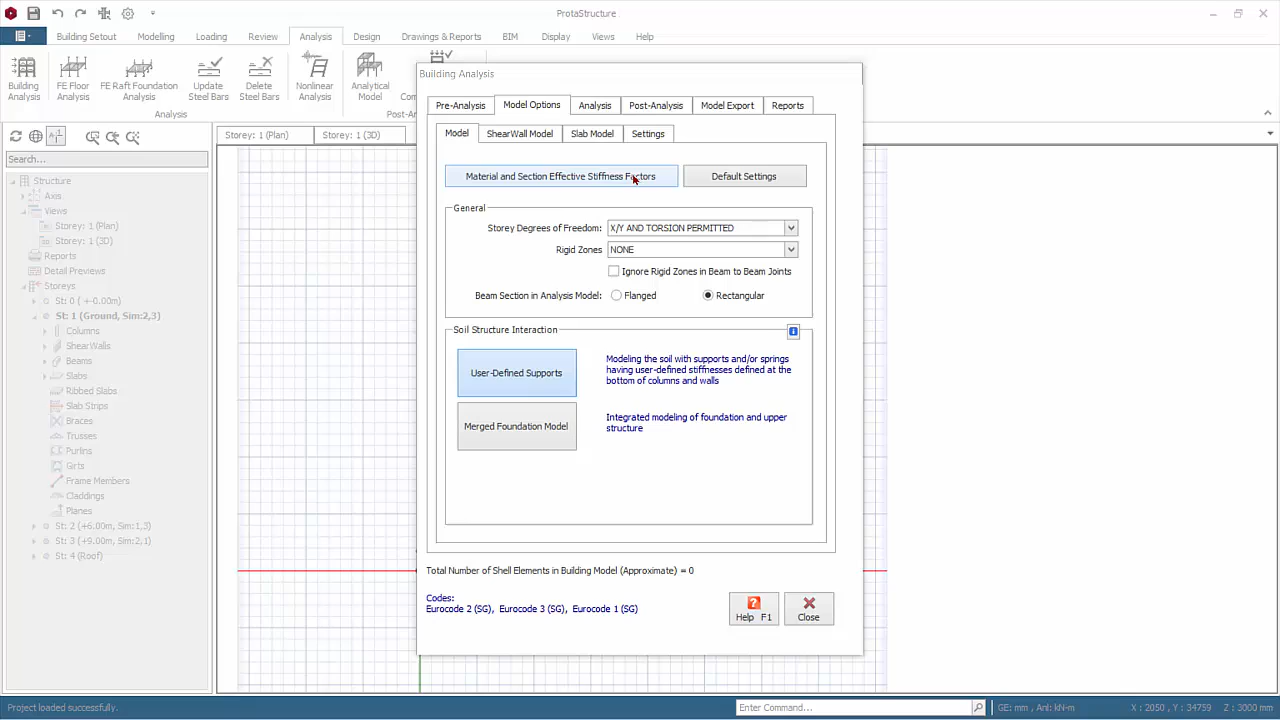 ProtaStructure
Building Setout
Modelling
Loading
Review
Analysis
Design
Drawings & Reports
BIM
Display
Views
Help
Building
Analysis
FE Floor
Analysis
FE Raft Foundation
Analysis
Update
Steel Bars
Delete
Steel Bars
Nonlinear
Analysis
Analytical
Model
Com
Analysis
Post-A
Storey: 1 (Plan)
Storey: 1 (3D)
Search...
Structure
Axis
Views
Storey: 1 (Plan)
Storey: 1 (3D)
Reports
Detail Previews
Storeys
St: 0 ( +-0.00m)
St: 1 (Ground, Sim:2,3)
Columns
ShearWalls
Beams
Slabs
Ribbed Slabs
Slab Strips
Braces
Trusses
Purlins
Girts
Frame Members
Claddings
Planes
St: 2 (+6.00m, Sim:1,3)
St: 3 (+9.00m, Sim:2,1)
St: 4 (Roof)
Building Analysis
Pre-Analysis
Model Options
Analysis
Post-Analysis
Model Export
Reports
Model
ShearWall Model
Slab Model
Settings
Material and Section Effective Stiffness Factors
Default Settings
General
Storey Degrees of Freedom: X/Y AND TORSION PERMITTED
Rigid Zones NONE
Ignore Rigid Zones in Beam to Beam Joints
Beam Section in Analysis Model: Flanged Rectangular
Soil Structure Interaction
User-Defined Supports
Modeling the soil with supports and/or springs
having user-defined stiffnesses defined at the
bottom of columns and walls
Merged Foundation Model
Integrated modeling of foundation and upper
structure
Total Number of Shell Elements in Building Model (Approximate) = 0
Codes:
Eurocode 2 (SG), Eurocode 3 (SG), Eurocode 1 (SG)
Help F1
Close
Project loaded successfully.
Enter Command...
GE: mm , Anl: kN-m
X : 2050 , Y : 34759
Z : 3000 mm